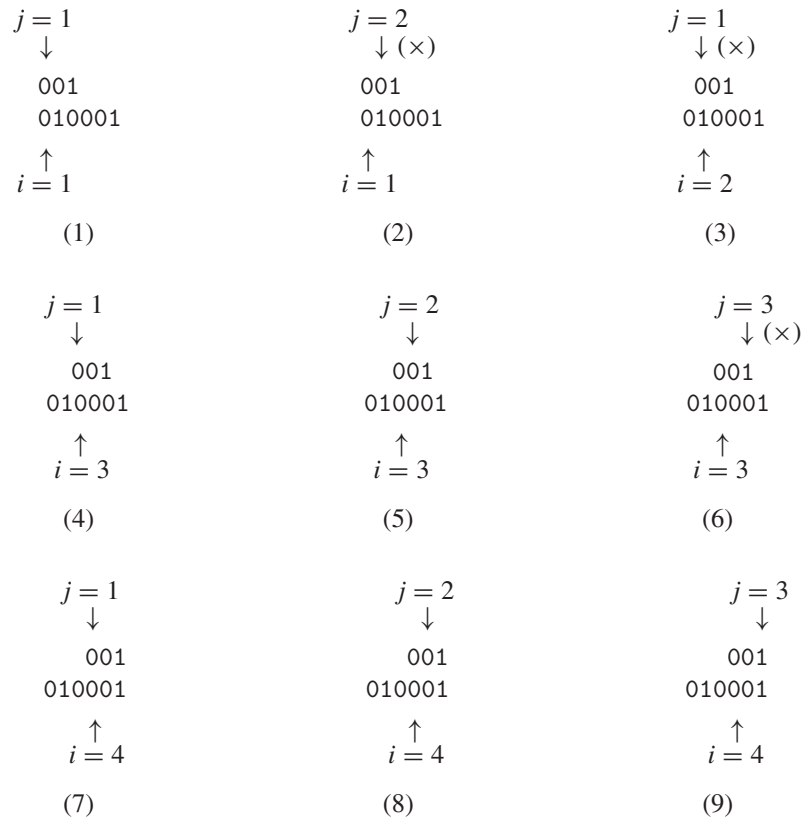 j = 1 j = 2 j = 1
↓ ↓ (×) ↓ (×)
001 001 001
010001 010001 010001
↑ ↑ ↑
i = 1 i = 1 i = 2
(1) (2) (3)
j = 1 j = 2 j = 3
↓ ↓ ↓ (×)
001 001 001
010001 010001 010001
↑ ↑ ↑
i = 3 i = 3 i = 3
(4) (5) (6)
j = 1 j = 2 j = 3
↓ ↓ ↓
001 001 001
010001 010001 010001
↑ ↑ ↑
i = 4 i = 4 i = 4
(7) (8) (9)